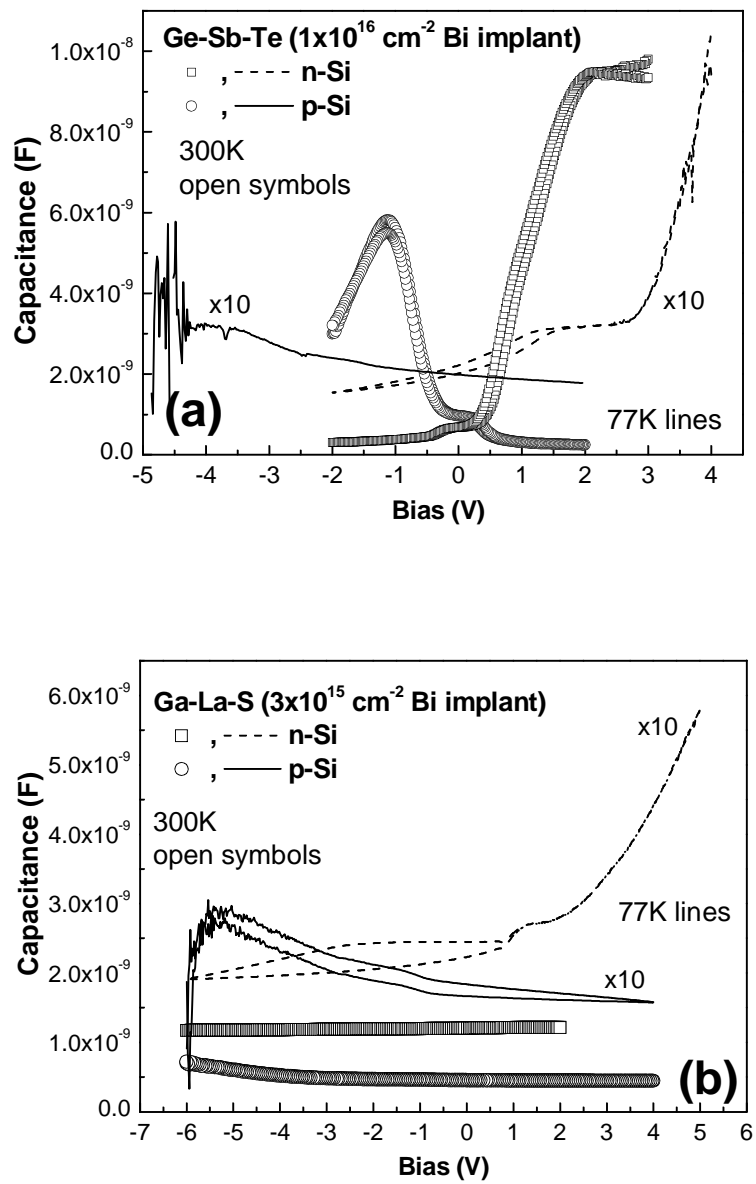 Ge-Sb-Te (1x10¹⁶ cm⁻² Bi implant)
, n-Si
, p-Si
300K
open symbols
x10
x10
77K lines
(a)
Capacitance (F)
1.0x10⁻⁸
8.0x10⁻⁹
6.0x10⁻⁹
4.0x10⁻⁹
2.0x10⁻⁹
0.0
-5 -4 -3 -2 -1 0 1 2 3 4
Bias (V)
Ga-La-S (3x10¹⁵ cm⁻² Bi implant)
, n-Si
, p-Si
300K
open symbols
x10
77K lines
x10
(b)
Capacitance (F)
6.0x10⁻⁹
5.0x10⁻⁹
4.0x10⁻⁹
3.0x10⁻⁹
2.0x10⁻⁹
1.0x10⁻⁹
0.0
-7 -6 -5 -4 -3 -2 -1 0 1 2 3 4 5 6
Bias (V)